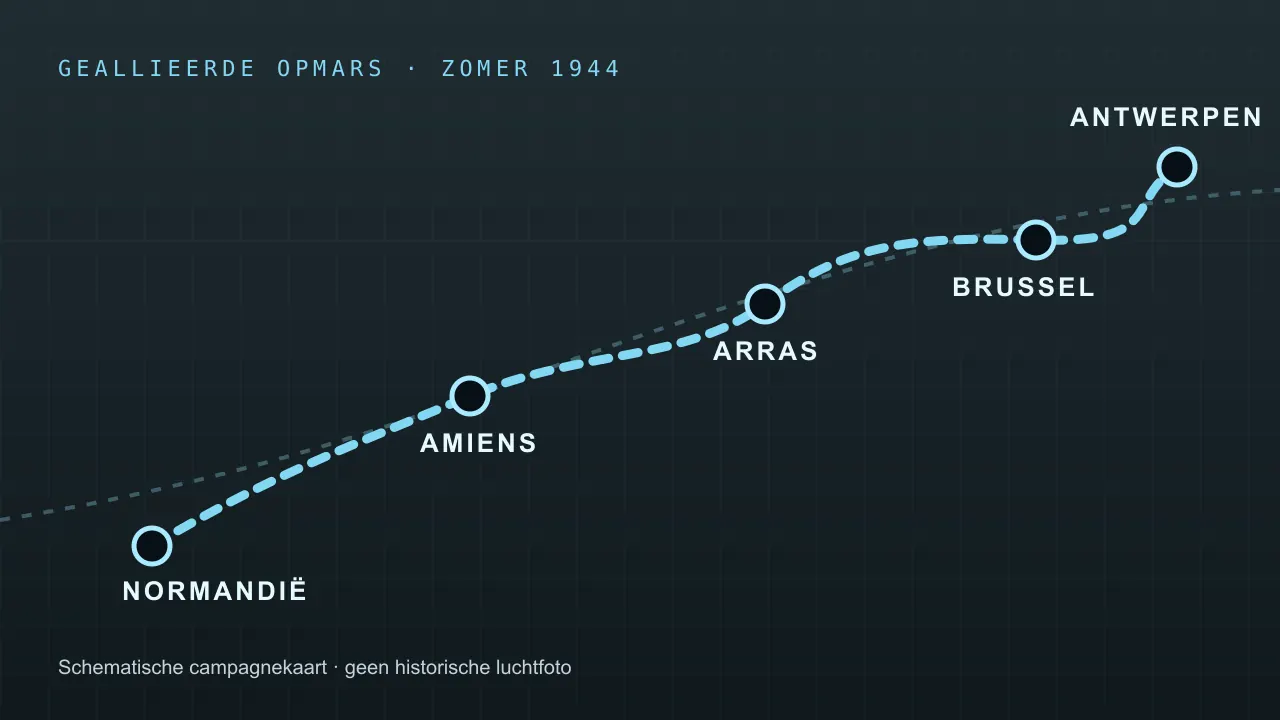 GEALLIEERDE OPMARS · ZOMER 1944
ANTWERPEN
BRUSSEL
ARRAS
AMIENS
NORMANDIË
Schematische campagnekaart · geen historische luchtfoto